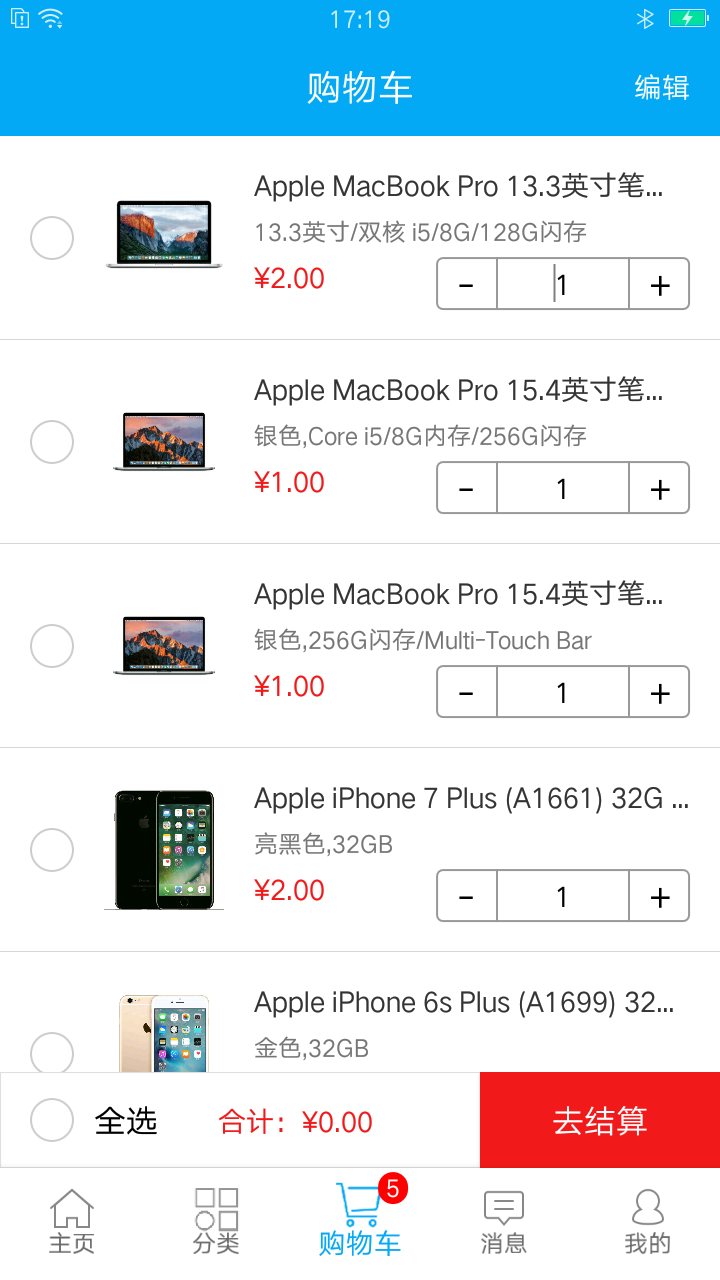 17:19
购物车
编辑
Apple MacBook Pro 13.3英寸笔...
13.3英寸/双核 i5/8G/128G闪存
¥2.00
- 1 +
Apple MacBook Pro 15.4英寸笔...
银色,Core i5/8G内存/256G闪存
¥1.00
- 1 +
Apple MacBook Pro 15.4英寸笔...
银色,256G闪存/Multi-Touch Bar
¥1.00
- 1 +
Apple iPhone 7 Plus (A1661) 32G ...
亮黑色,32GB
¥2.00
- 1 +
Apple iPhone 6s Plus (A1699) 32...
金色,32GB
全选
合计：¥0.00
去结算
5
主页
分类
购物车
消息
我的